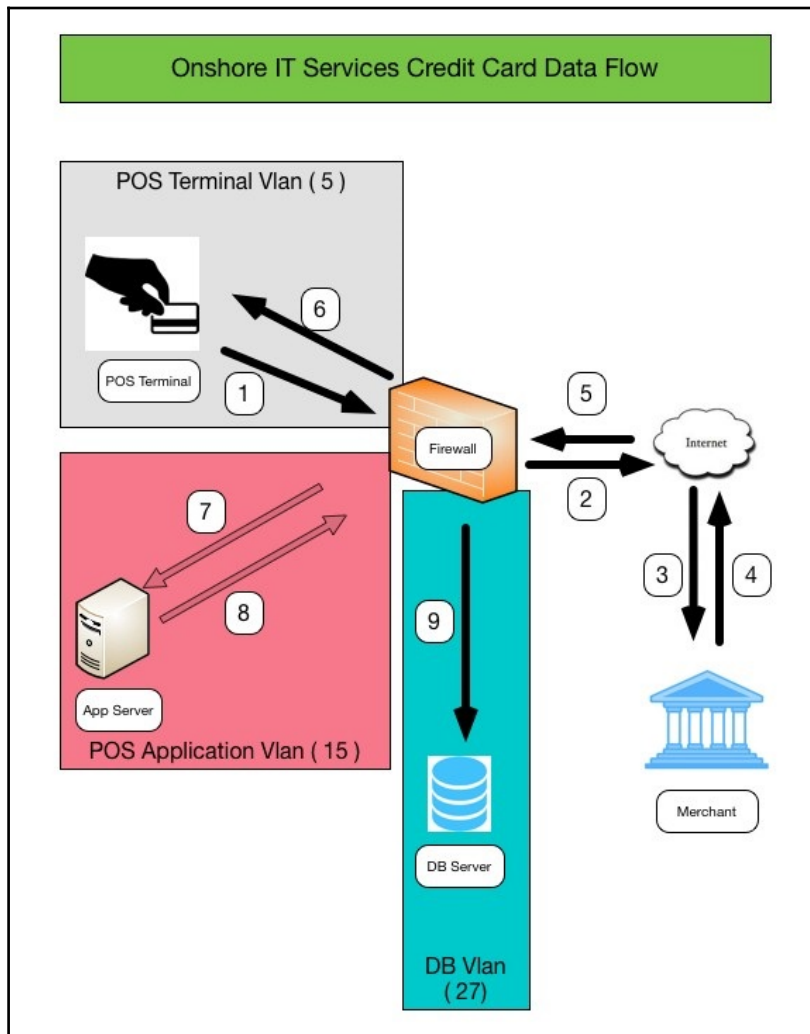 Onshore IT Services Credit Card Data Flow
POS Terminal Vlan ( 5 )
6
POS Terminal
1
5
Firewall
Internet
2
7
3
4
8
9
App Server
POS Application Vlan ( 15 )
Merchant
DB Server
DB Vlan
( 27)